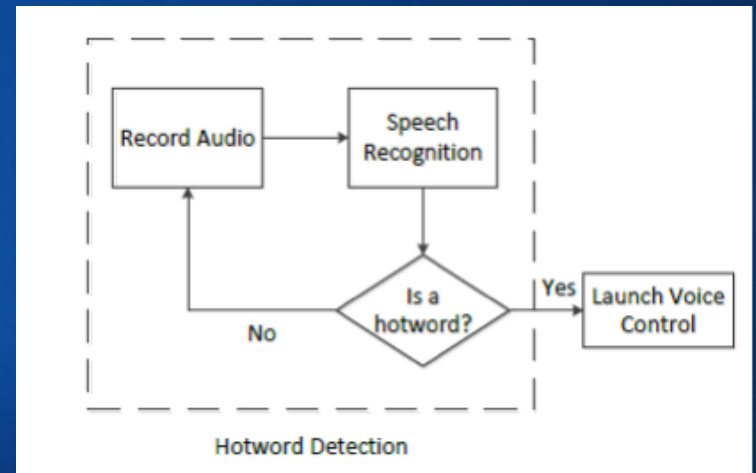 Record Audio
Speech
Recognition
Is a
hotword?
Yes
No
Launch Voice
Control
Hotword Detection